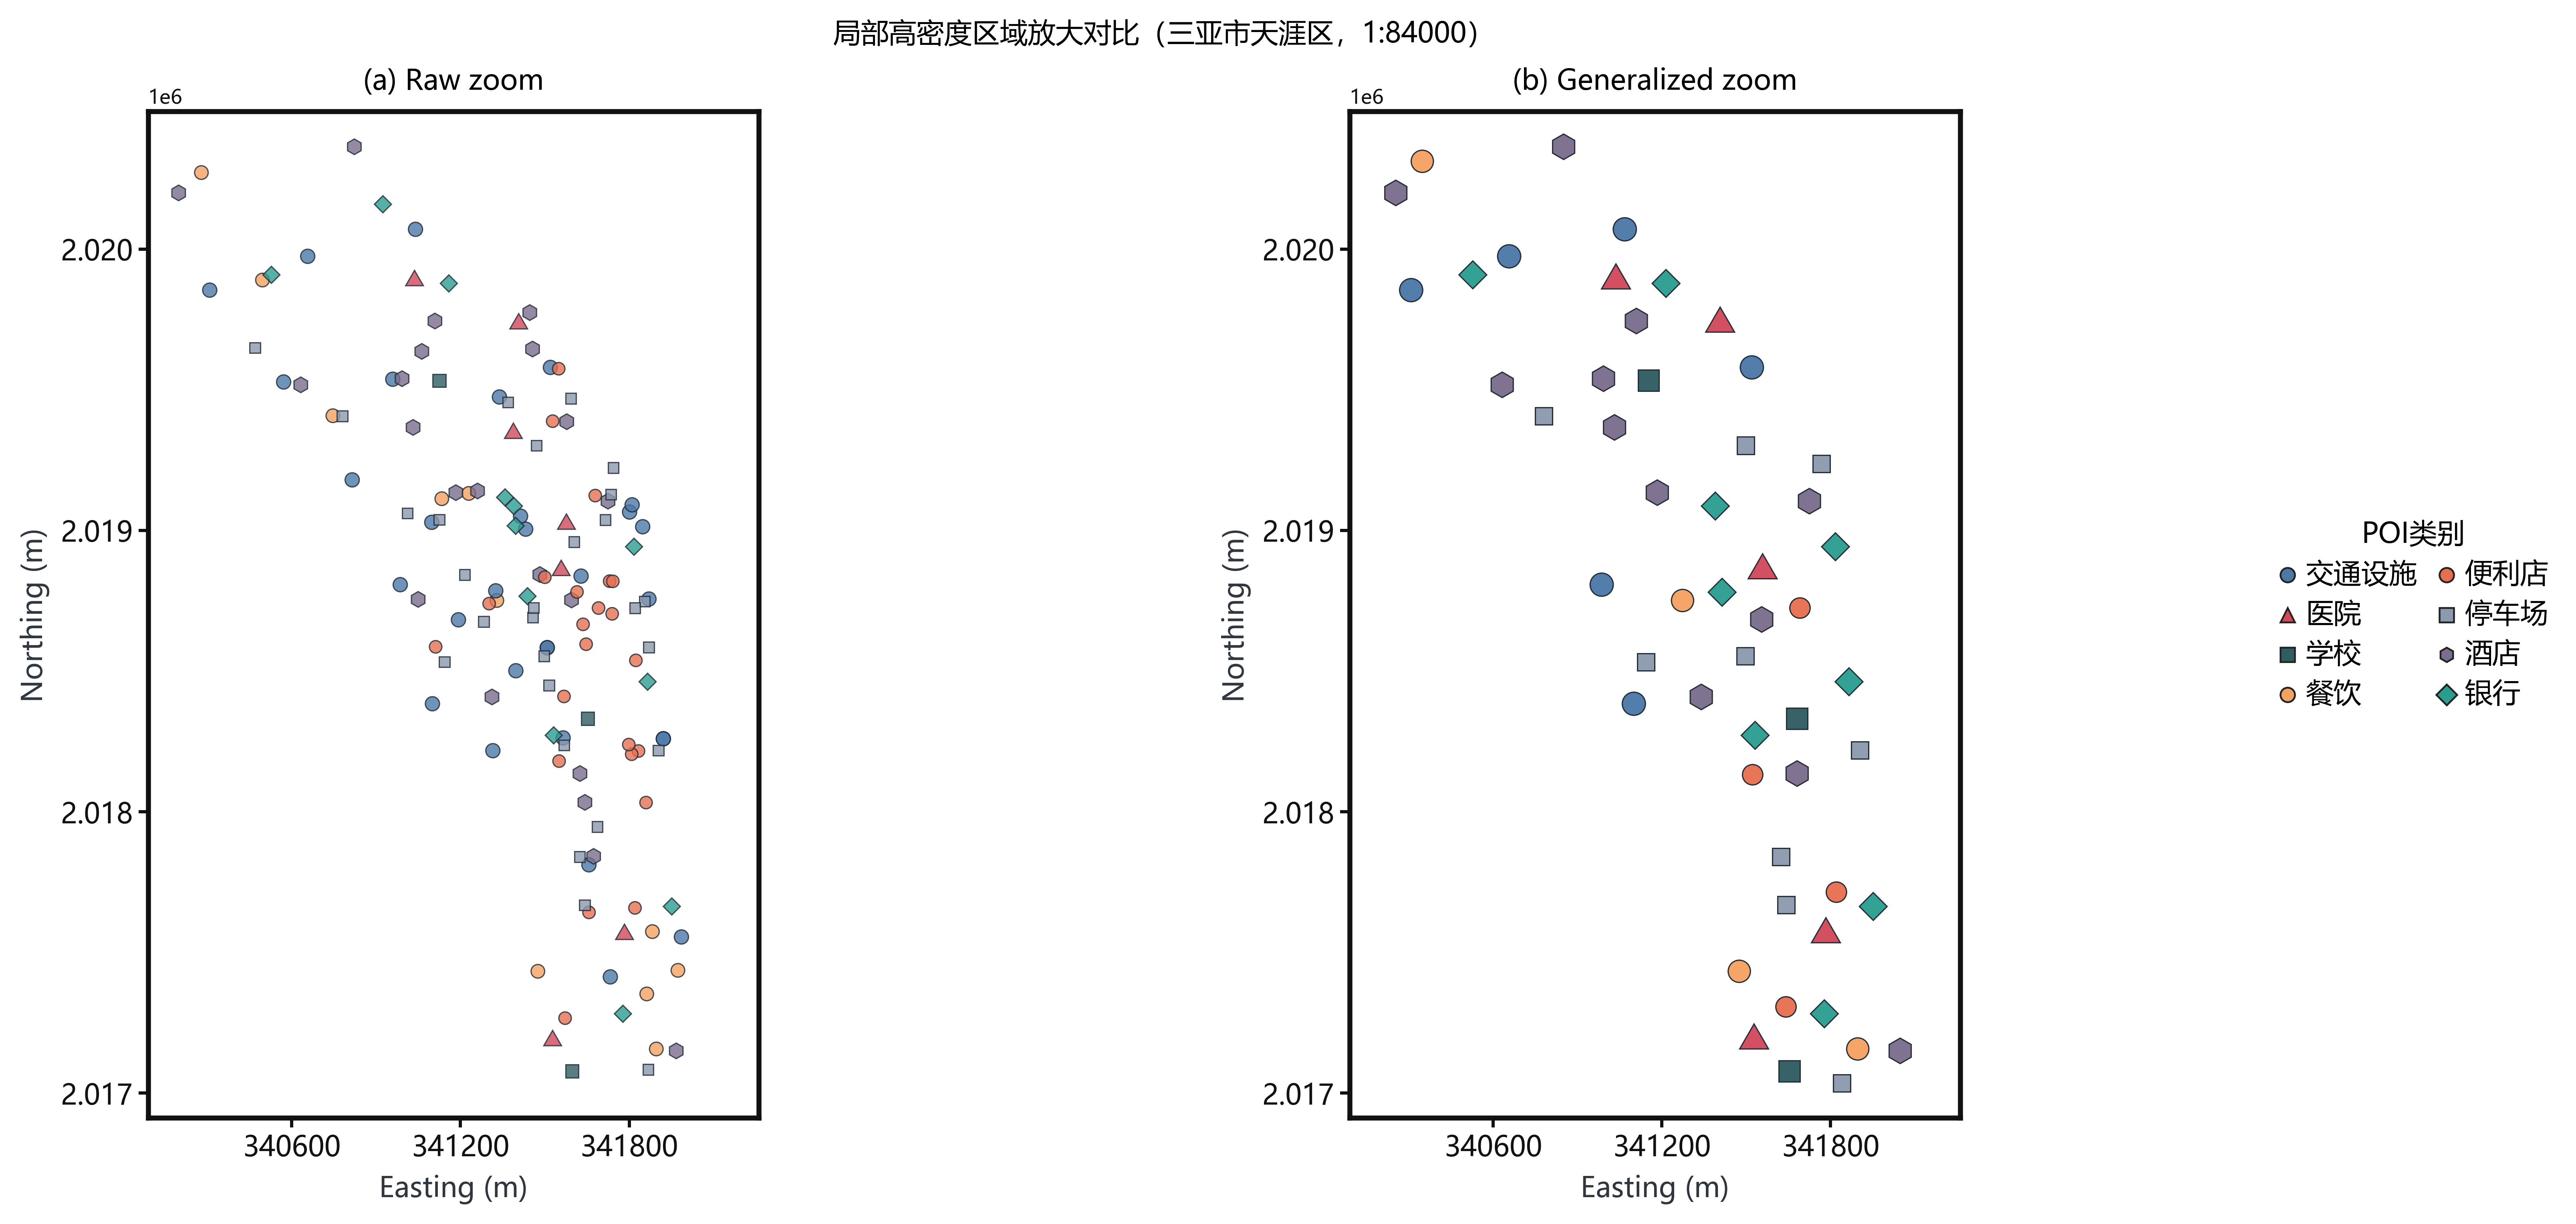 局部高密度区域放大对比（三亚市天涯区，1:84000）
(a) Raw zoom
1e6
2.020
2.019
2.018
2.017
Northing (m)
340600 341200 341800
Easting (m)
(b) Generalized zoom
1e6
2.020
2.019
2.018
2.017
Northing (m)
340600 341200 341800
Easting (m)
POI类别
交通设施 便利店
医院 停车场
学校 酒店
餐饮 银行